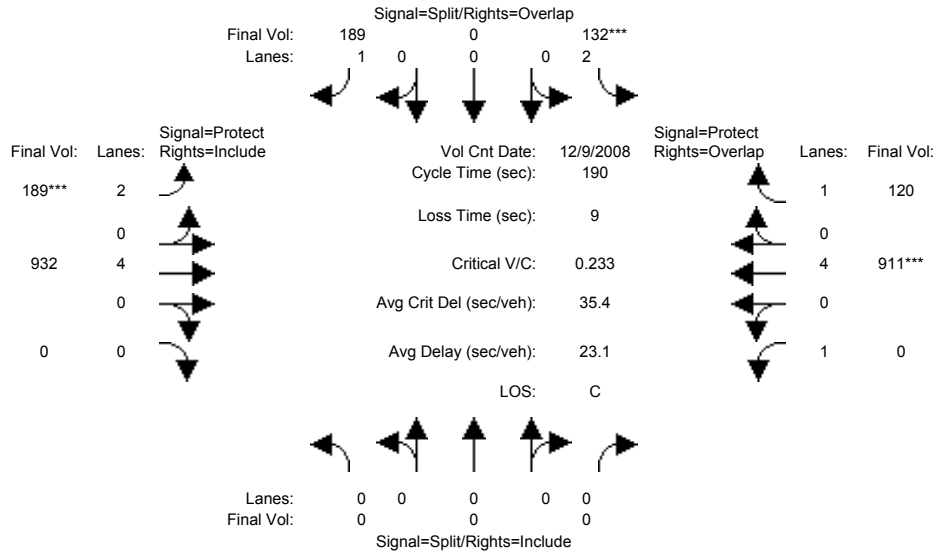 Signal=Split/Rights=Overlap
Final Vol: 189 0 132***
Lanes: 1 0 0 0 2
Signal=Protect Signal=Protect
Final Vol: Lanes: Rights=Include Vol Cnt Date: 12/9/2008 Rights=Overlap Lanes: Final Vol:
Cycle Time (sec): 190
189*** 2 1 120
Loss Time (sec): 9
0 0
932 4 Critical V/C: 0.233 4 911***
0 Avg Crit Del (sec/veh): 35.4 0
0 0 Avg Delay (sec/veh): 23.1 1 0
LOS: C
Lanes: 0 0 0 0 0
Final Vol: 0 0 0
Signal=Split/Rights=Include